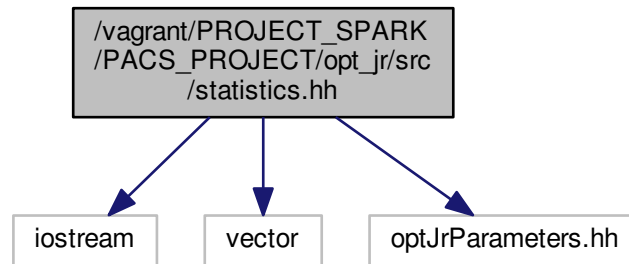 /vagrant/PROJECT_SPARK
/PACS_PROJECT/opt_jr/src
/statistics.hh
iostream
vector
optJrParameters.hh